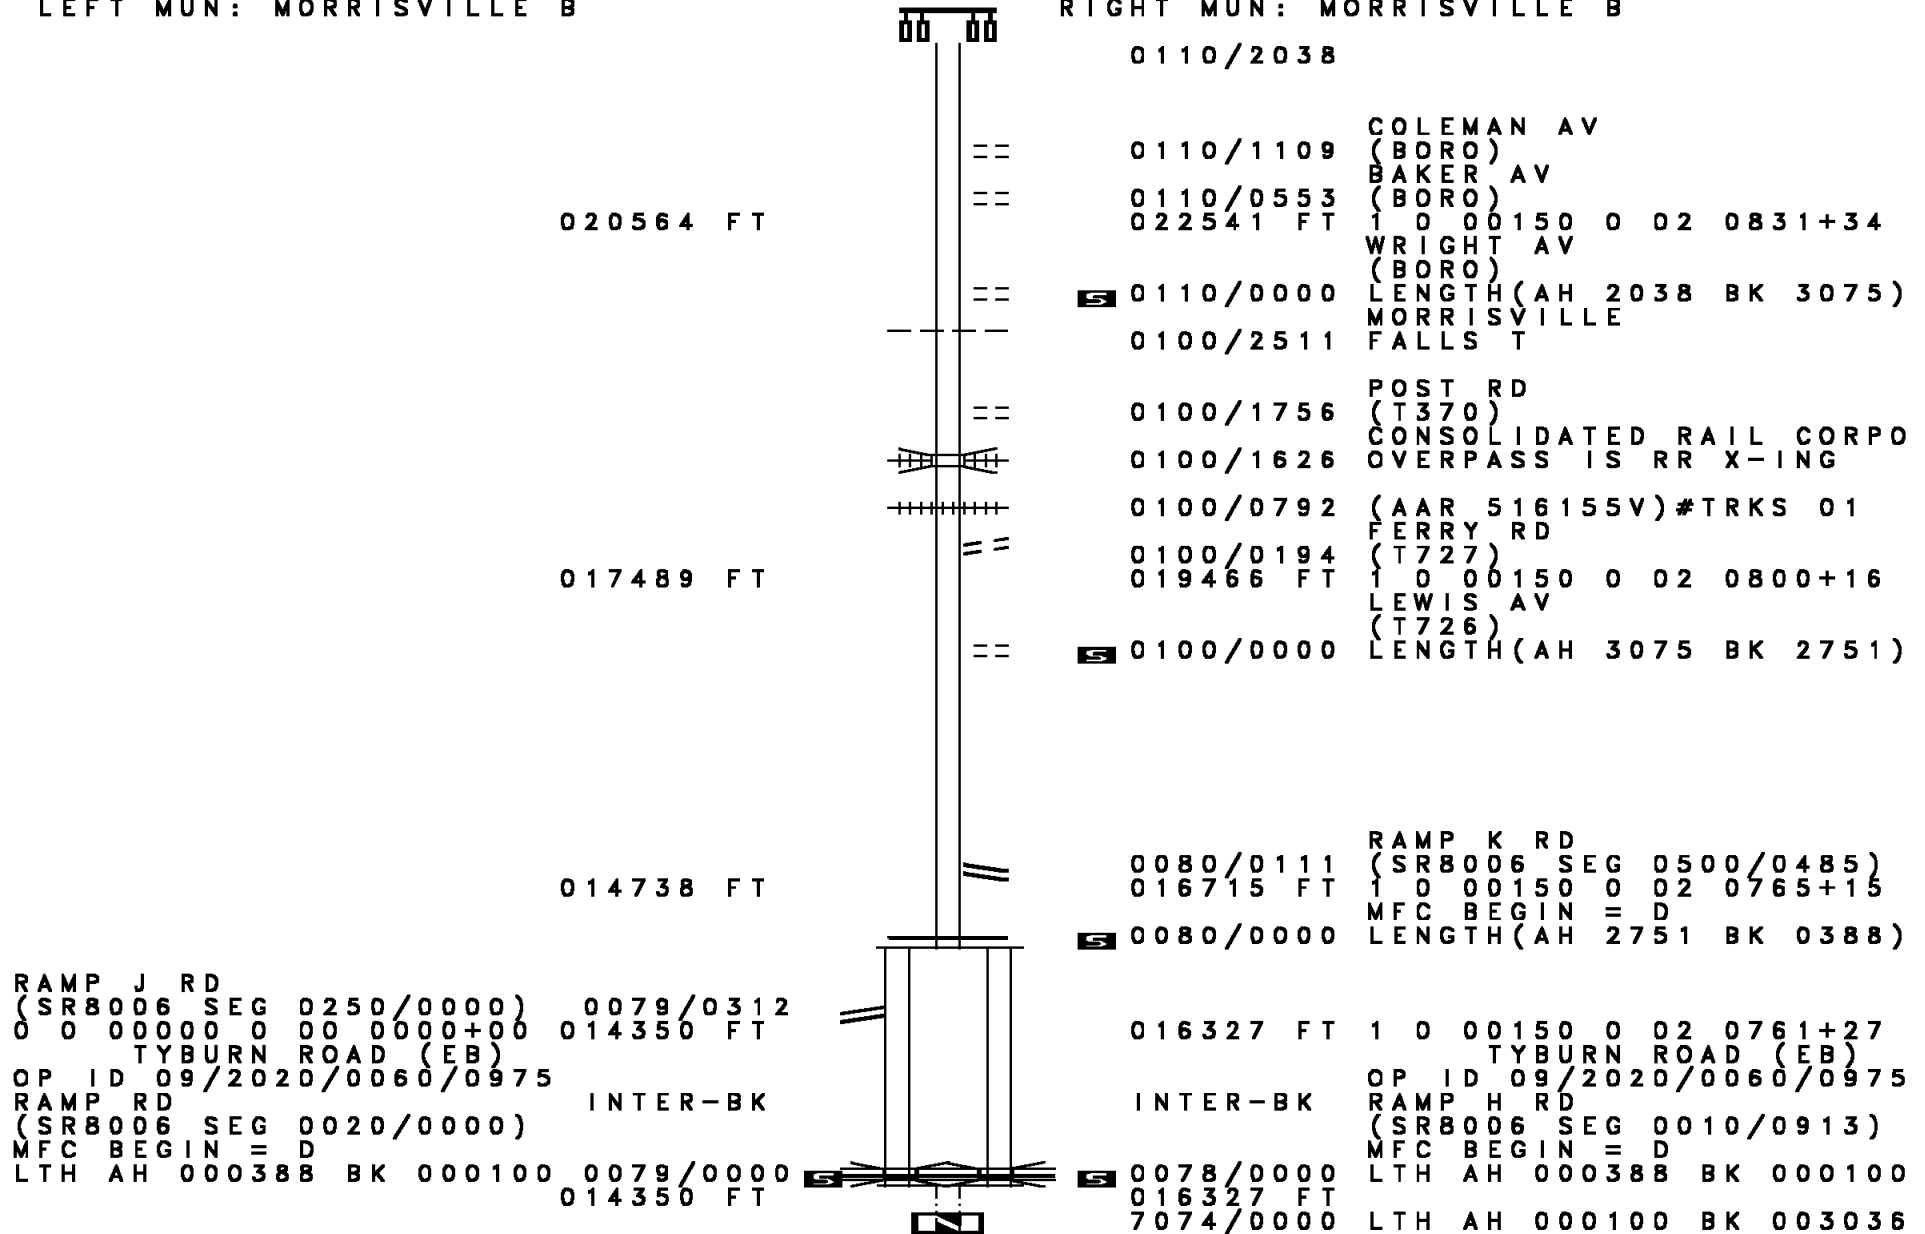 LEFT MUN: MORRISVILLE B
RIGHT MUN: MORRISVILLE B
0110/2038
COLEMAN AV
0110/1109 (BORO)
BAKER AV
0110/0553 (BORO)
020564 FT 022541 FT 1 0 00150 0 02 0831+34
WRIGHT AV
(BORO)
S 0110/0000 LENGTH(AH 2038 BK 3075)
MORRISVILLE
0100/2511 FALLS T
POST RD
0100/1756 (T370)
CONSOLIDATED RAIL CORPO
0100/1626 OVERPASS IS RR X-ING
0100/0792 (AAR 516155V)#TRKS 01
FERRY RD
0100/0194 (T727)
017489 FT 019466 FT 1 0 00150 0 02 0800+16
LEWIS AV
(T726)
S 0100/0000 LENGTH(AH 3075 BK 2751)
RAMP K RD
0080/0111 (SR8006 SEG 0500/0485)
014738 FT 016715 FT 1 0 00150 0 02 0765+15
MFC BEGIN = D
S 0080/0000 LENGTH(AH 2751 BK 0388)
RAMP J RD
(SR8006 SEG 0250/0000) 0079/0312
0 0 00000 0 00 0000+00 014350 FT 016327 FT 1 0 00150 0 02 0761+27
TYBURN ROAD (EB) TYBURN ROAD (EB)
OP ID 09/2020/0060/0975 OP ID 09/2020/0060/0975
RAMP RD INTER-BK INTER-BK RAMP H RD
(SR8006 SEG 0020/0000) (SR8006 SEG 0010/0913)
MFC BEGIN = D MFC BEGIN = D
LTH AH 000388 BK 000100 0079/0000 S S 0078/0000 LTH AH 000388 BK 000100
014350 FT 016327 FT
7074/0000 LTH AH 000100 BK 003036